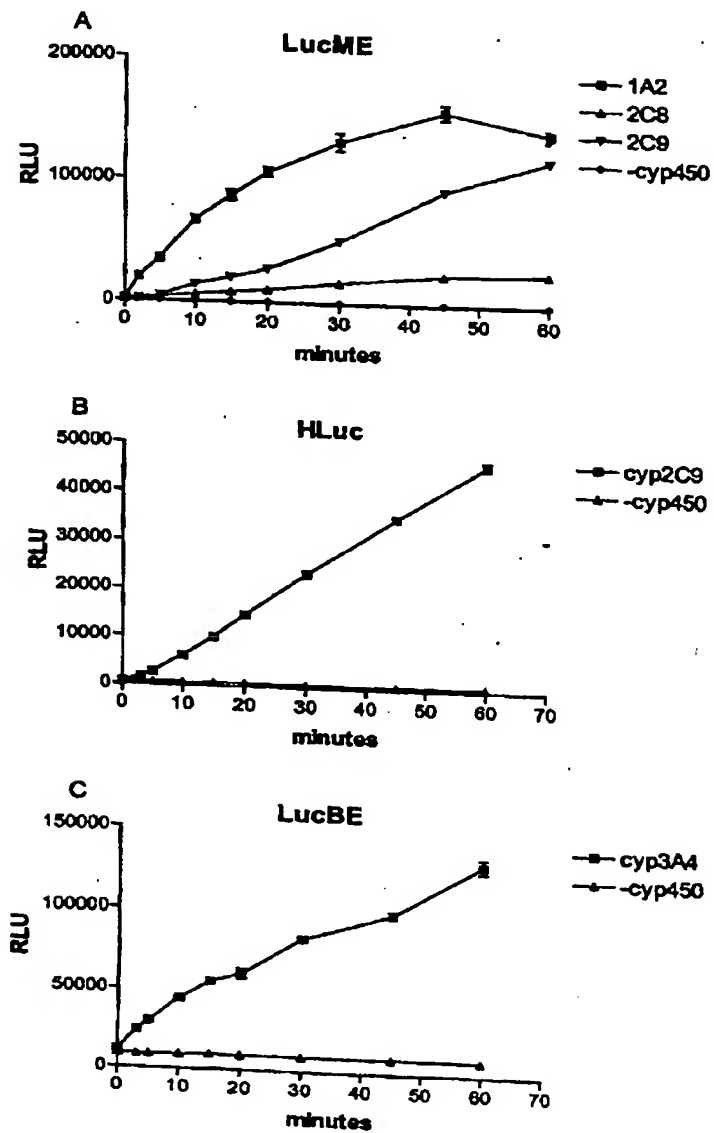 A
LucME
200000
100000
0
RLU
0 10 20 30 40 50 60
minutes
1A2
2C8
2C9
-cyp450
B
HLuc
50000
40000
30000
20000
10000
0
RLU
0 10 20 30 40 50 60 70
minutes
cyp2C9
-cyp450
C
LucBE
150000
100000
50000
0
RLU
0 10 20 30 40 50 60 70
minutes
cyp3A4
-cyp450